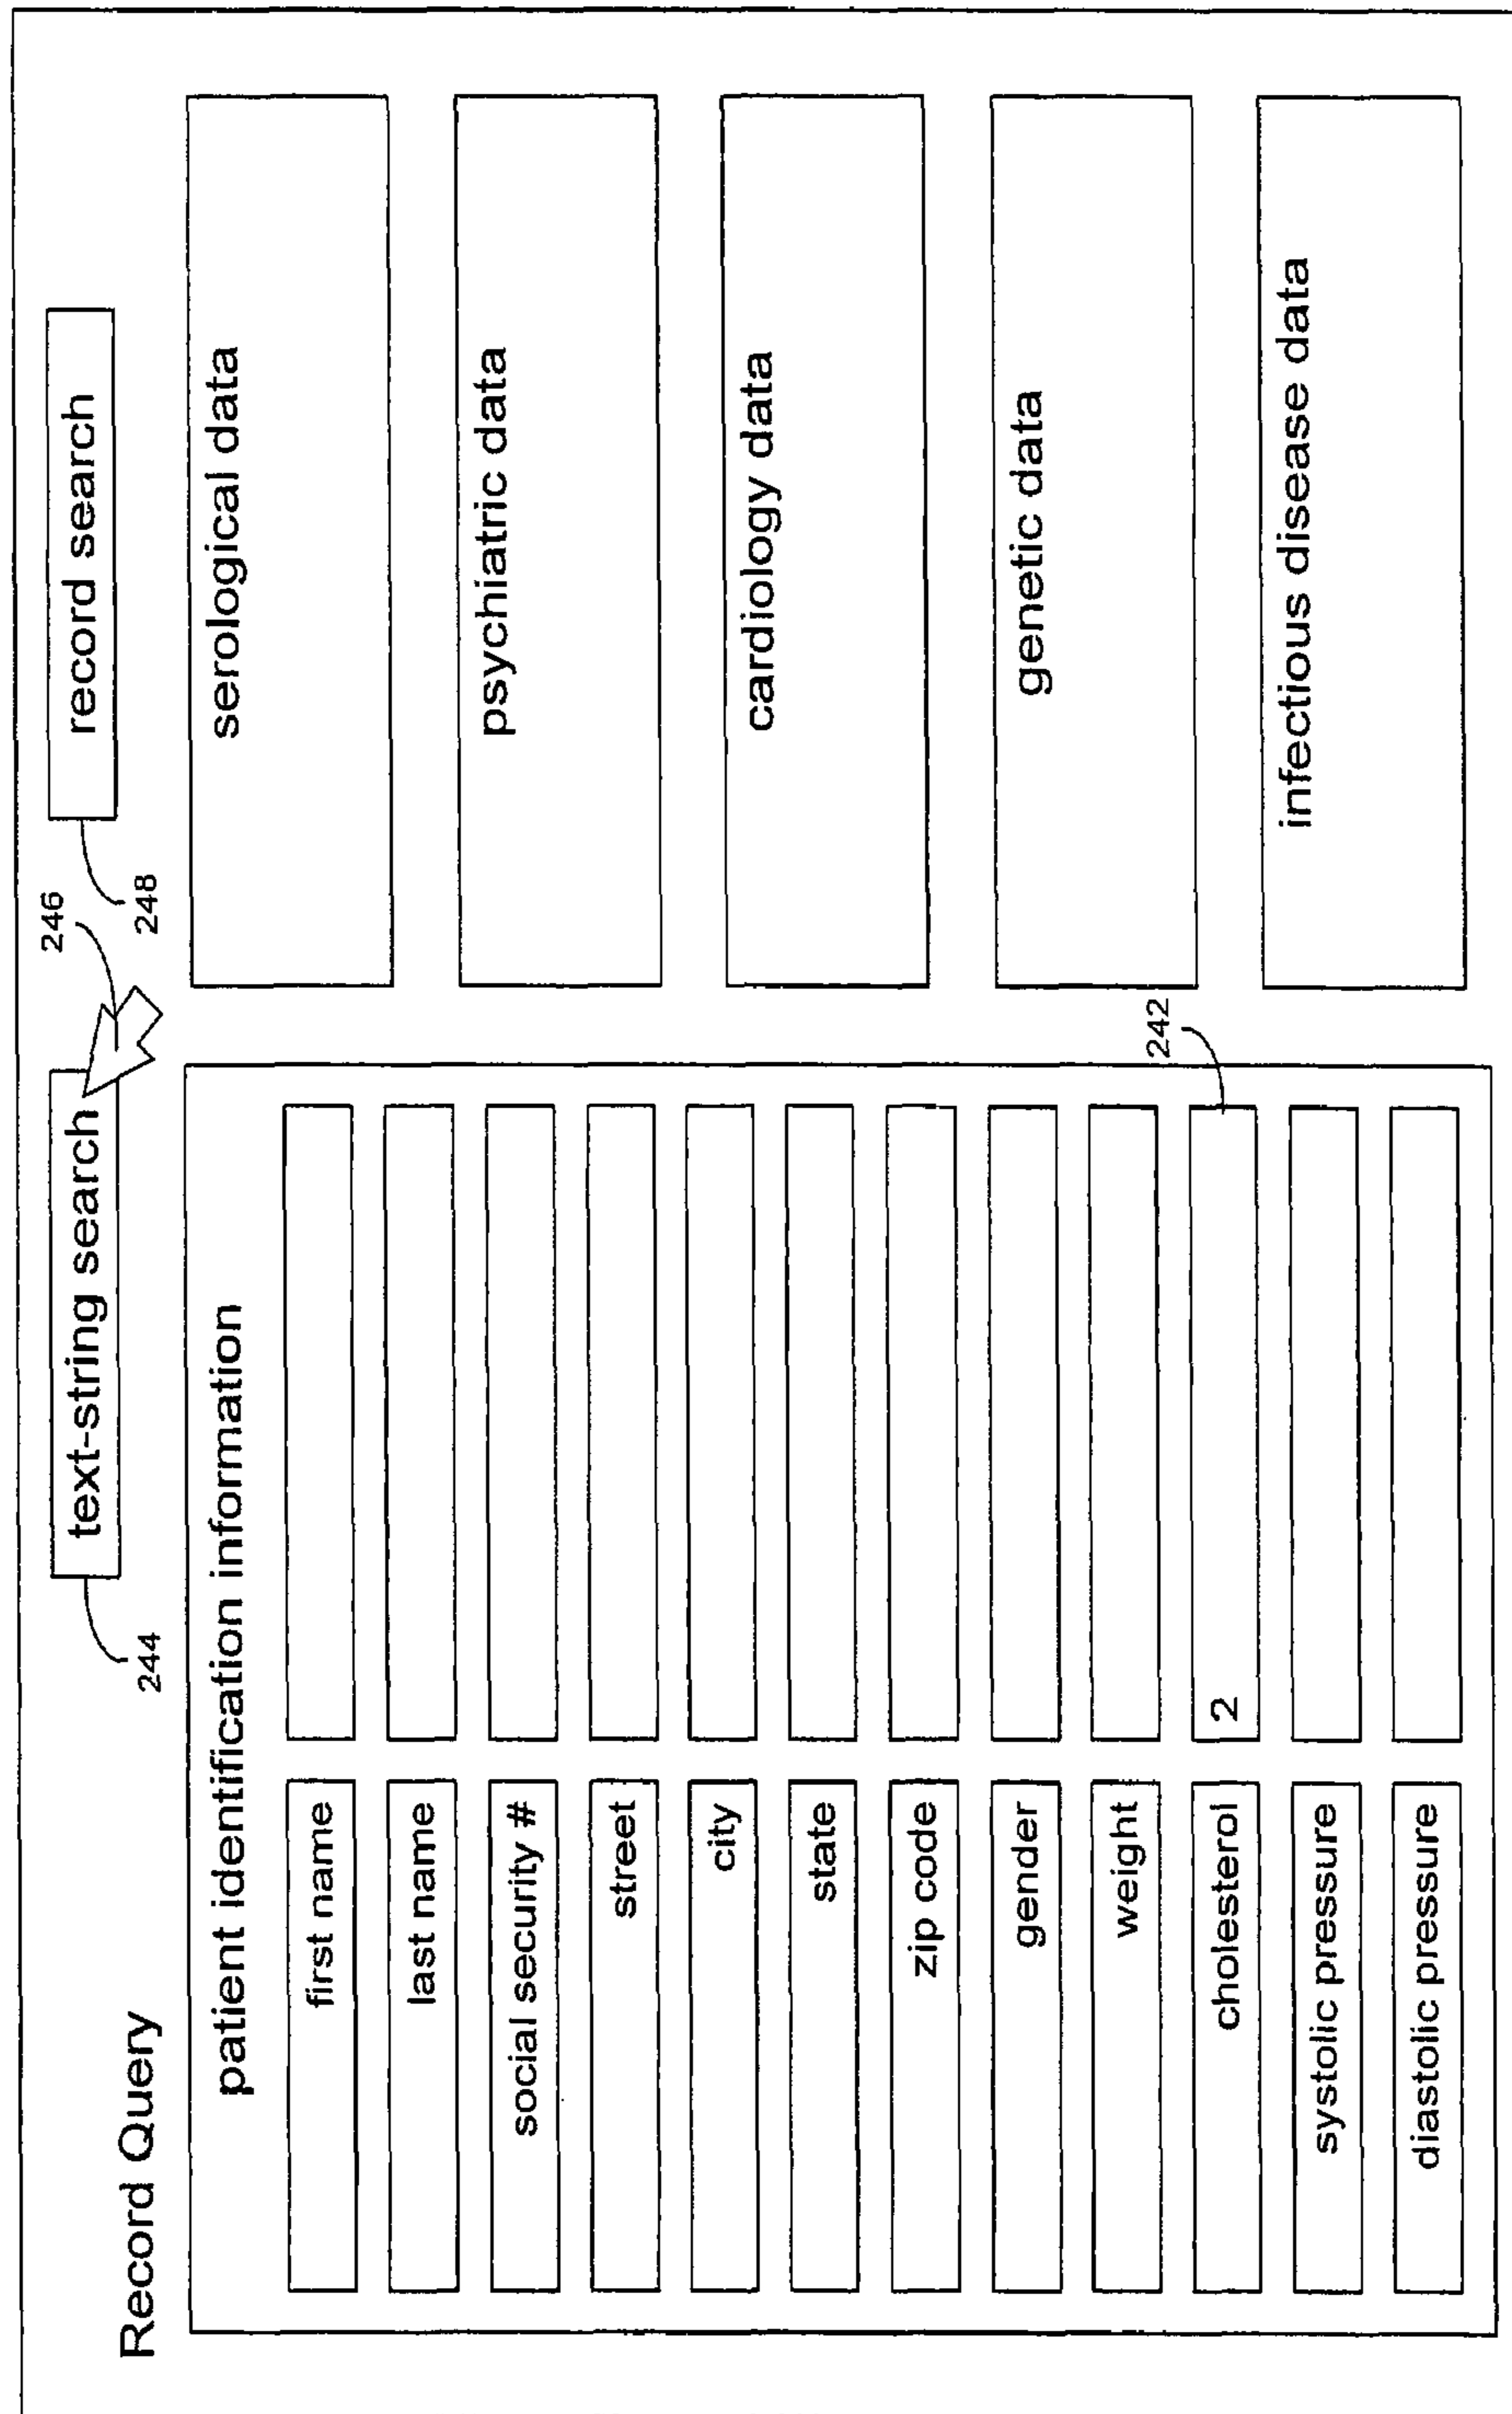 Record Query
244
text-string search
246
248
record search
patient identification information
first name
last name
social security #
street
city
state
zip code
gender
weight
cholesterol
2
242
systolic pressure
diastolic pressure
serological data
psychiatric data
cardiology data
genetic data
infectious disease data